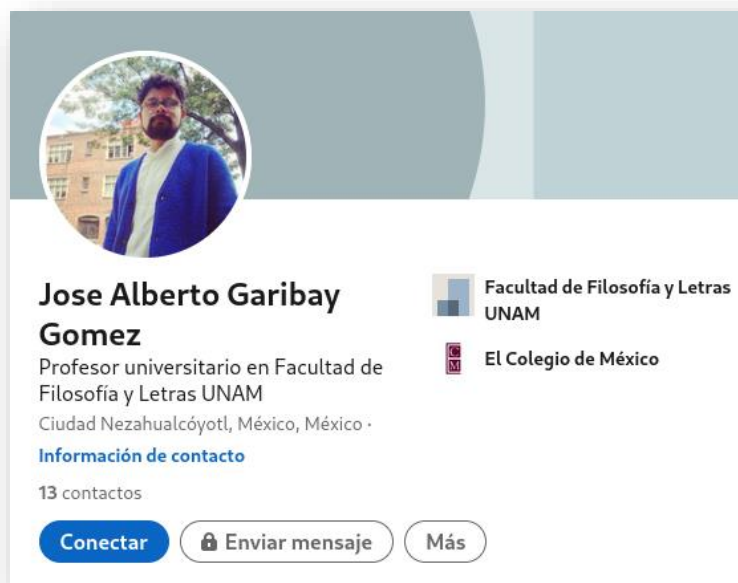 Jose Alberto Garibay
Gomez
Profesor universitario en Facultad de
Filosofía y Letras UNAM
Ciudad Nezahualcóyotl, México, México ·
Información de contacto
13 contactos
Conectar
Enviar mensaje
Más
Facultad de Filosofía y Letras
UNAM
C
M
El Colegio de México